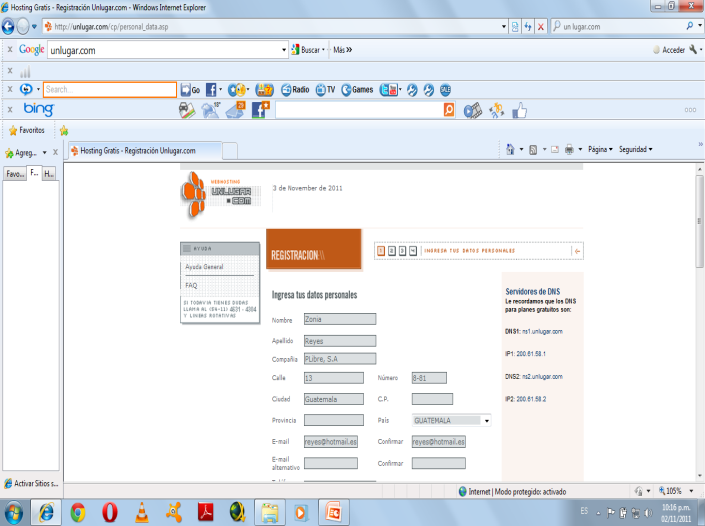 Hosting Gratis - Registración Unlugar.com - Windows Internet Explorer
http://unlugar.com/cp/personal_data.asp
un lugar.com
x Google unlugar.com Buscar Más >> Acceder
x
x Search... Go Radio TV Games
x bing
Favoritos
Agreg... x Hosting Gratis - Registración Unlugar.com Página Seguridad
Favo... F... H...
WEBHOSTING
UNLUGAR
.COM
3 de November de 2011
AYUDA
Ayuda General
FAQ
SI TODAVIA TIENES DUDAS
LLAMA AL (54-11) 4831 - 4204
Y LINEAS ROTATIVAS
REGISTRACION:\\
1 2 3 4 INGRESA TUS DATOS PERSONALES
Ingresa tus datos personales
Nombre Zonia
Apellido Reyes
Compañia PLibre, S.A
Calle 13 Número 8-81
Ciudad Guatemala C.P.
Provincia País GUATEMALA
E-mail reyes@hotmail.es Confirmar reyes@hotmail.es
E-mail
alternativo Confirmar
Servidores de DNS
Le recordamos que los DNS
para planes gratuitos son:
DNS1: ns1.unlugar.com
IP1: 200.61.58.1
DNS2: ns2.unlugar.com
IP2: 200.61.58.2
Activar Sitios s...
Internet | Modo protegido: activado 105%
ES 10:16 p.m.
02/11/2011